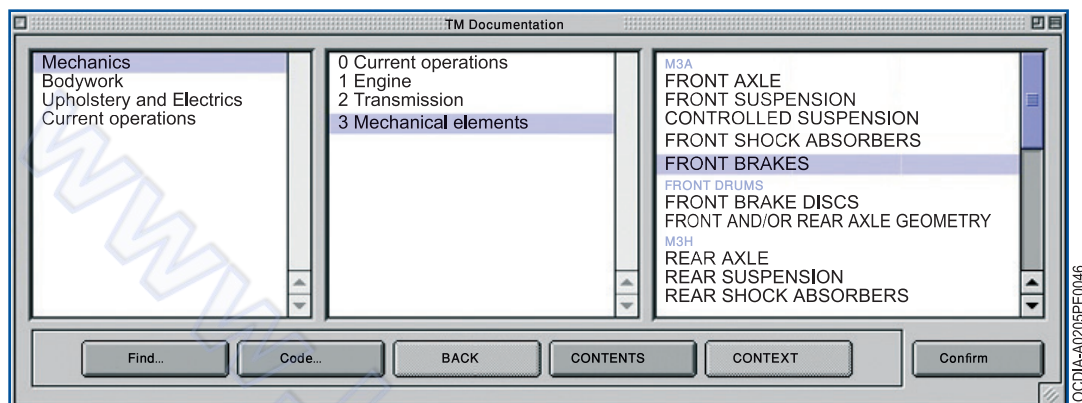 TM Documentation
Mechanics
Bodywork
Upholstery and Electrics
Current operations
0 Current operations
1 Engine
2 Transmission
3 Mechanical elements
M3A
FRONT AXLE
FRONT SUSPENSION
CONTROLLED SUSPENSION
FRONT SHOCK ABSORBERS
FRONT BRAKES
FRONT DRUMS
FRONT BRAKE DISCS
FRONT AND/OR REAR AXLE GEOMETRY
M3H
REAR AXLE
REAR SUSPENSION
REAR SHOCK ABSORBERS
Find...
Code...
BACK
CONTENTS
CONTEXT
Confirm
OCDIA-A0205PE0046